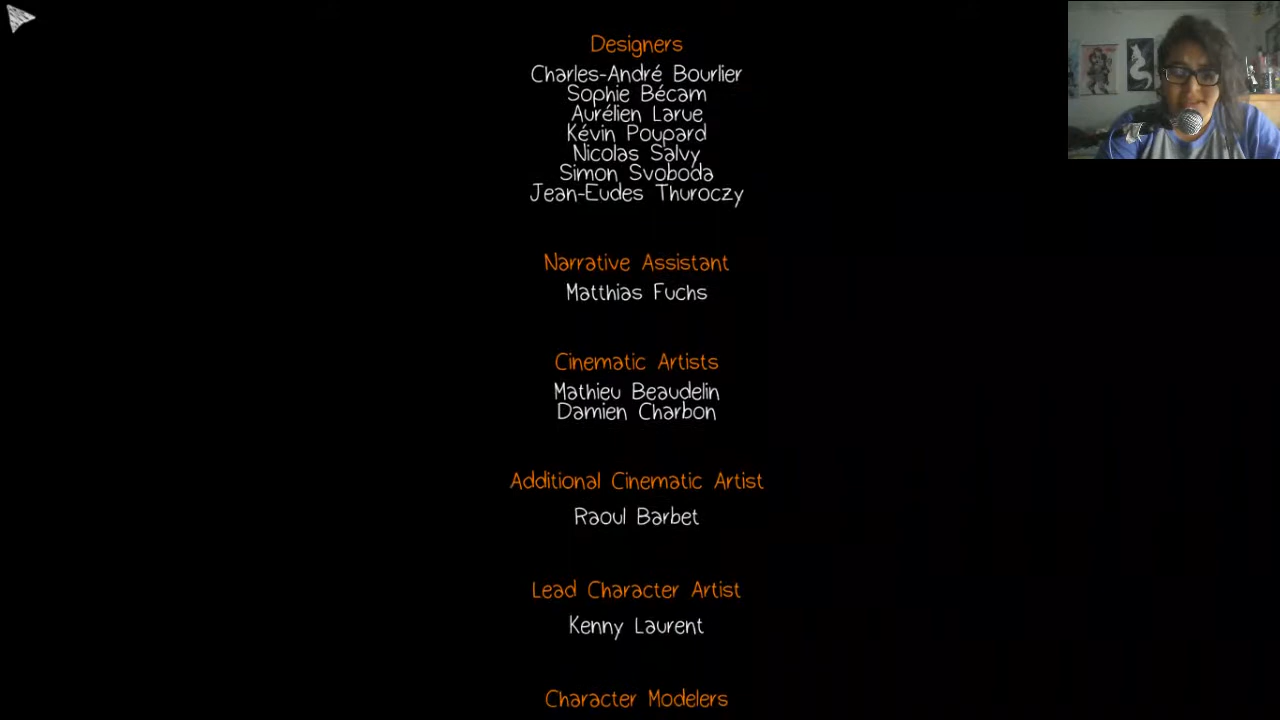 Designers
Charles-André Bourlier
Sophie Bécam
Aurélien Larue
Kévin Poupard
Nicolas Salvy
Simon Svoboda
Jean-Eudes Thuroczy
Narrative Assistant
Matthias Fuchs
Cinematic Artists
Mathieu Beaudelin
Damien Charbon
Additional Cinematic Artist
Raoul Barbet
Lead Character Artist
Kenny Laurent
Character Modelers